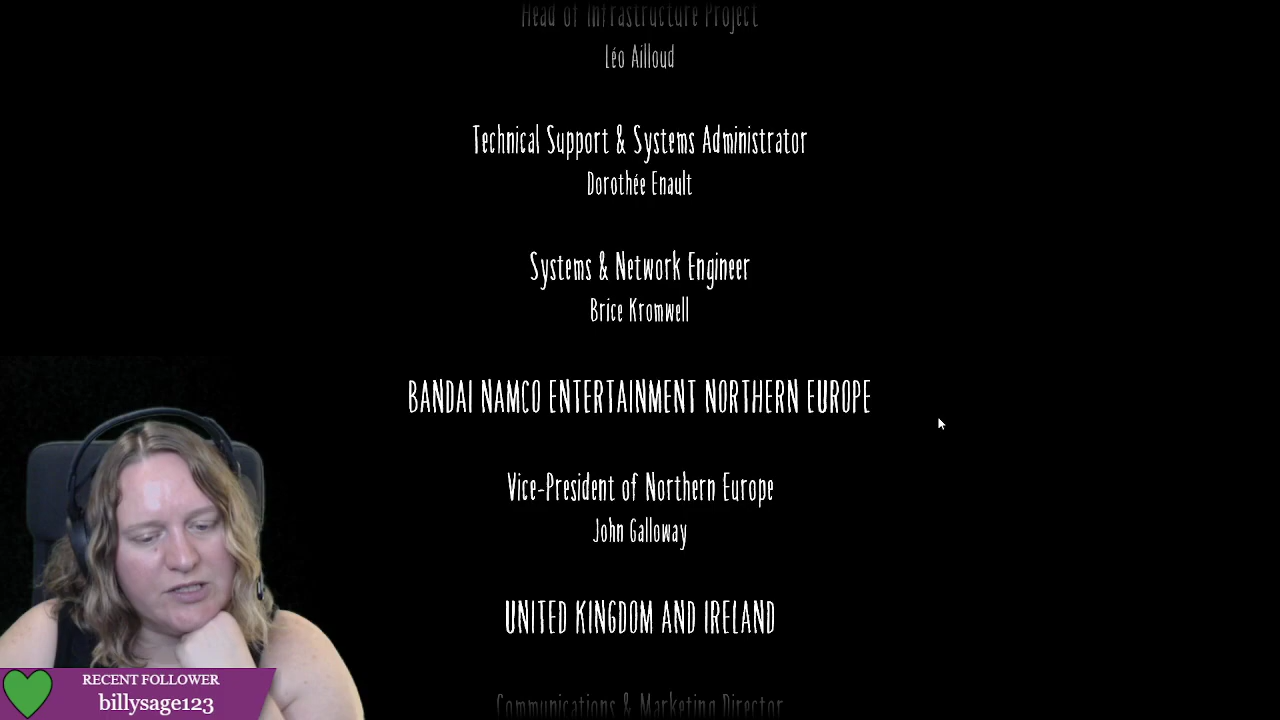 Head of Infrastructure Project
Léo Ailloud
Technical Support & Systems Administrator
Dorothée Enault
Systems & Network Engineer
Brice Kromwell
BANDAI NAMCO ENTERTAINMENT NORTHERN EUROPE
Vice-President of Northern Europe
John Galloway
UNITED KINGDOM AND IRELAND
Communications & Marketing Director
RECENT FOLLOWER
billysage123